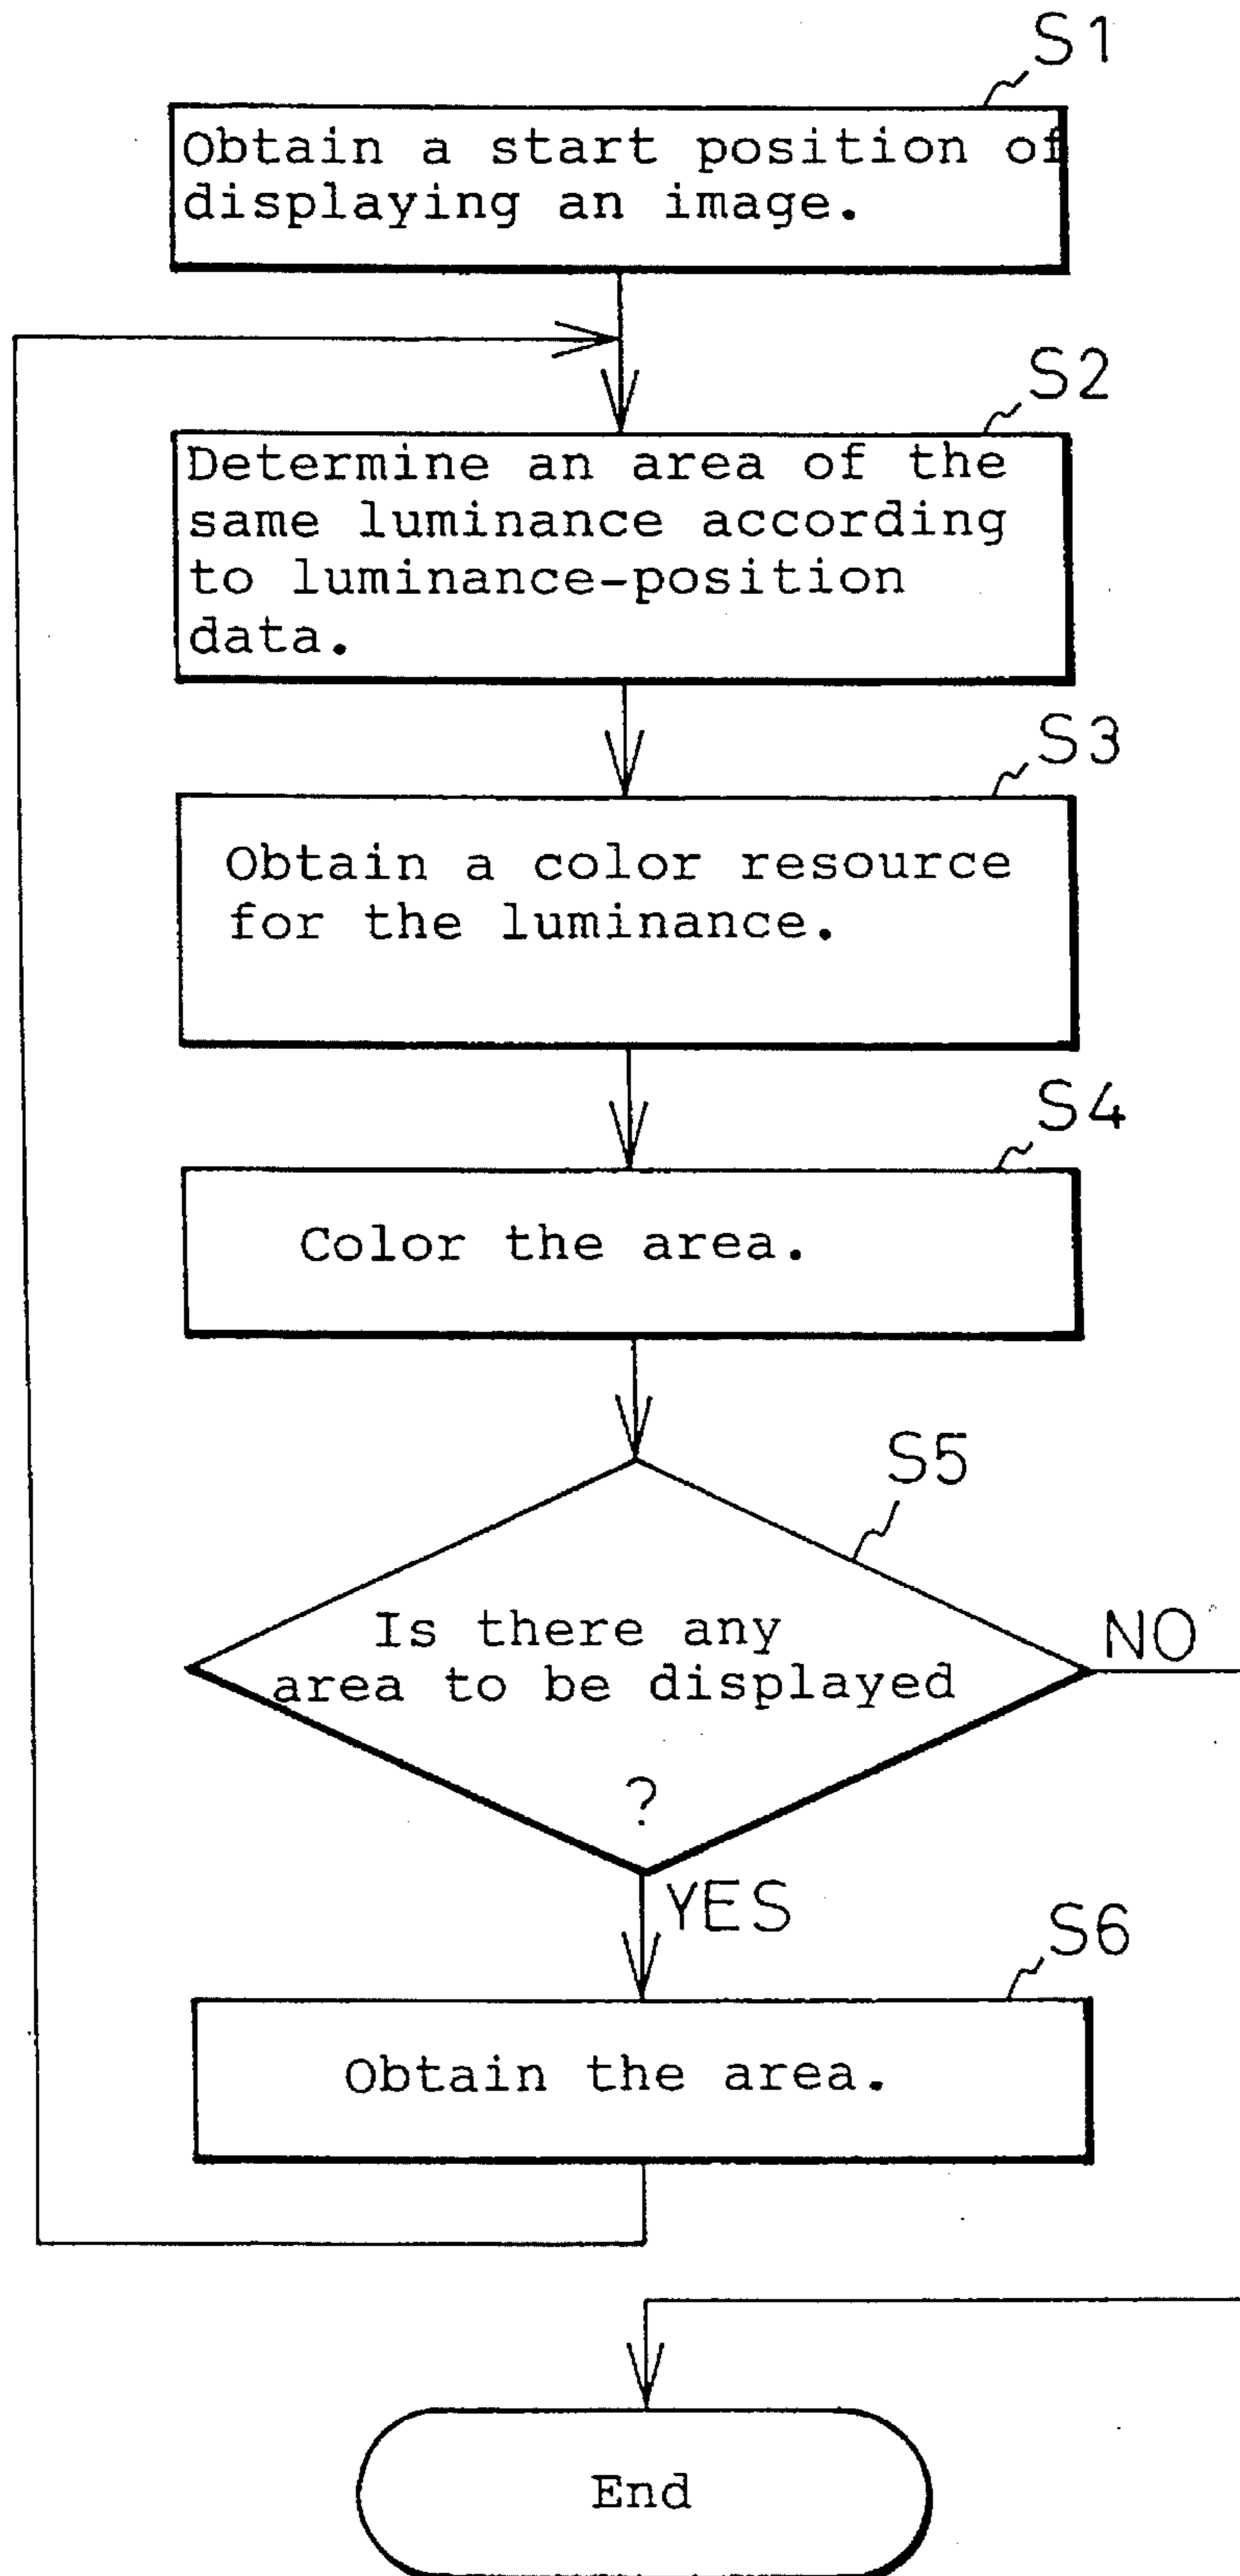 S1
Obtain a start position of
displaying an image.
S2
Determine an area of the
same luminance according
to luminance-position
data.
S3
Obtain a color resource
for the luminance.
S4
Color the area.
S5
Is there any
area to be displayed
?
NO
YES
S6
Obtain the area.
End